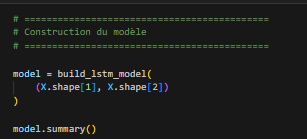 # ==========================================
# Construction du modèle
# ==========================================
model = build_lstm_model(
    (X.shape[1], X.shape[2])
)
model.summary()